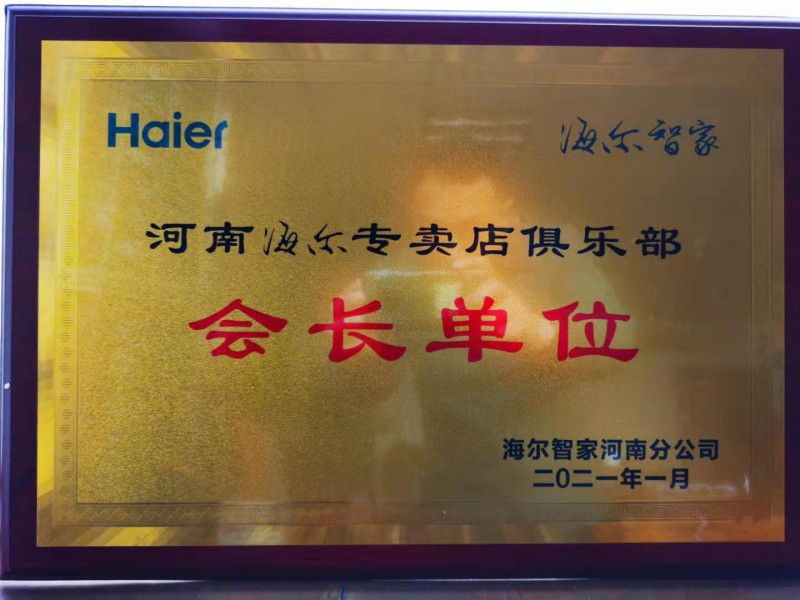 Haier 海尔智家
河南海尔专卖店俱乐部
会长单位
海尔智家河南分公司
二〇二一年一月